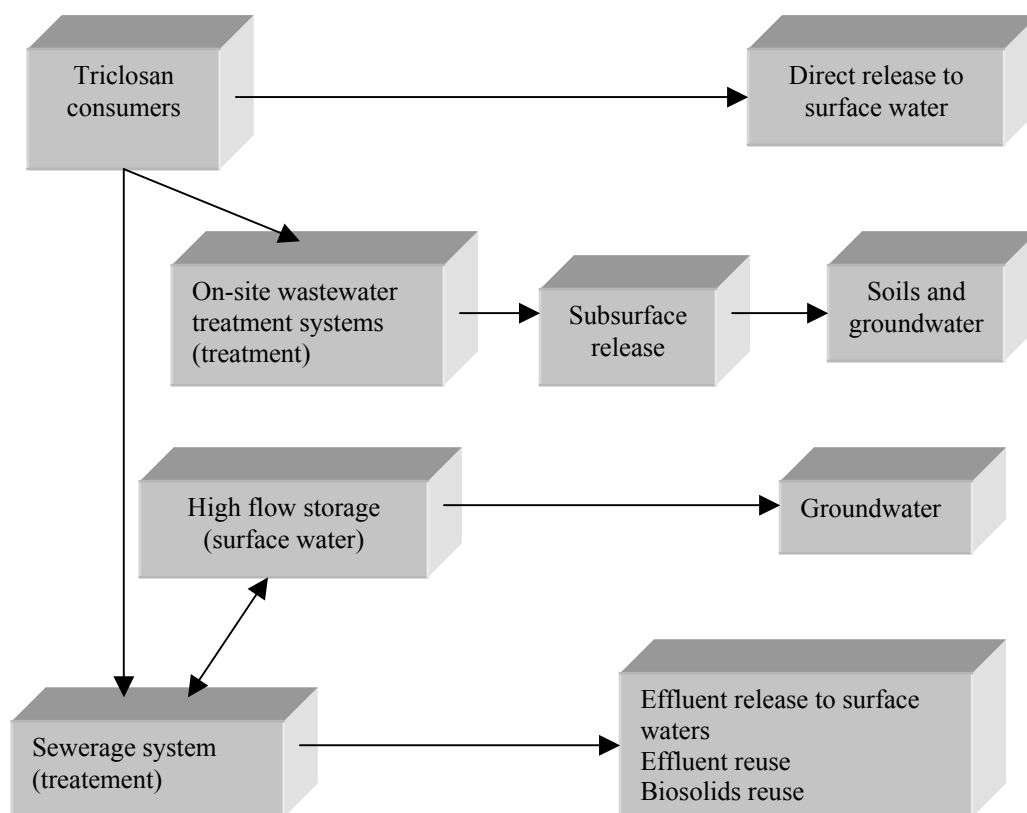 Triclosan
consumers
Direct release to
surface water
On-site wastewater
treatment systems
(treatment)
Subsurface
release
Soils and
groundwater
High flow storage
(surface water)
Groundwater
Sewerage system
(treatement)
Effluent release to surface
waters
Effluent reuse
Biosolids reuse